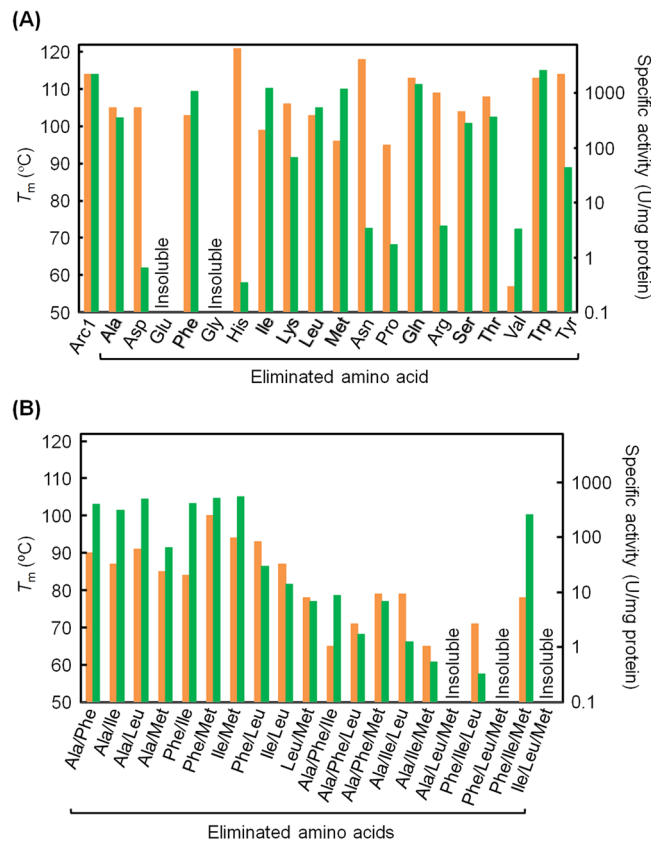 (A)
120
110
100
90
80
70
60
50
Tm (°C)
1000
100
10
1
0.1
Specific activity (U/mg protein)
Insoluble
Insoluble
Arc1
Ala
Asp
Glu
Phe
Gly
His
Ile
Lys
Leu
Met
Asn
Pro
Gln
Arg
Ser
Thr
Val
Trp
Tyr
Eliminated amino acid
(B)
120
110
100
90
80
70
60
50
Tm (°C)
1000
100
10
1
0.1
Specific activity (U/mg protein)
Insoluble
Insoluble
Insoluble
Ala/Phe
Ala/Ile
Ala/Leu
Ala/Met
Phe/Ile
Phe/Met
Ile/Met
Phe/Leu
Ile/Leu
Leu/Met
Ala/Phe/Ile
Ala/Phe/Leu
Ala/Phe/Met
Ala/Ile/Leu
Ala/Ile/Met
Ala/Leu/Met
Phe/Ile/Leu
Phe/Leu/Met
Phe/Ile/Met
Ile/Leu/Met
Eliminated amino acids